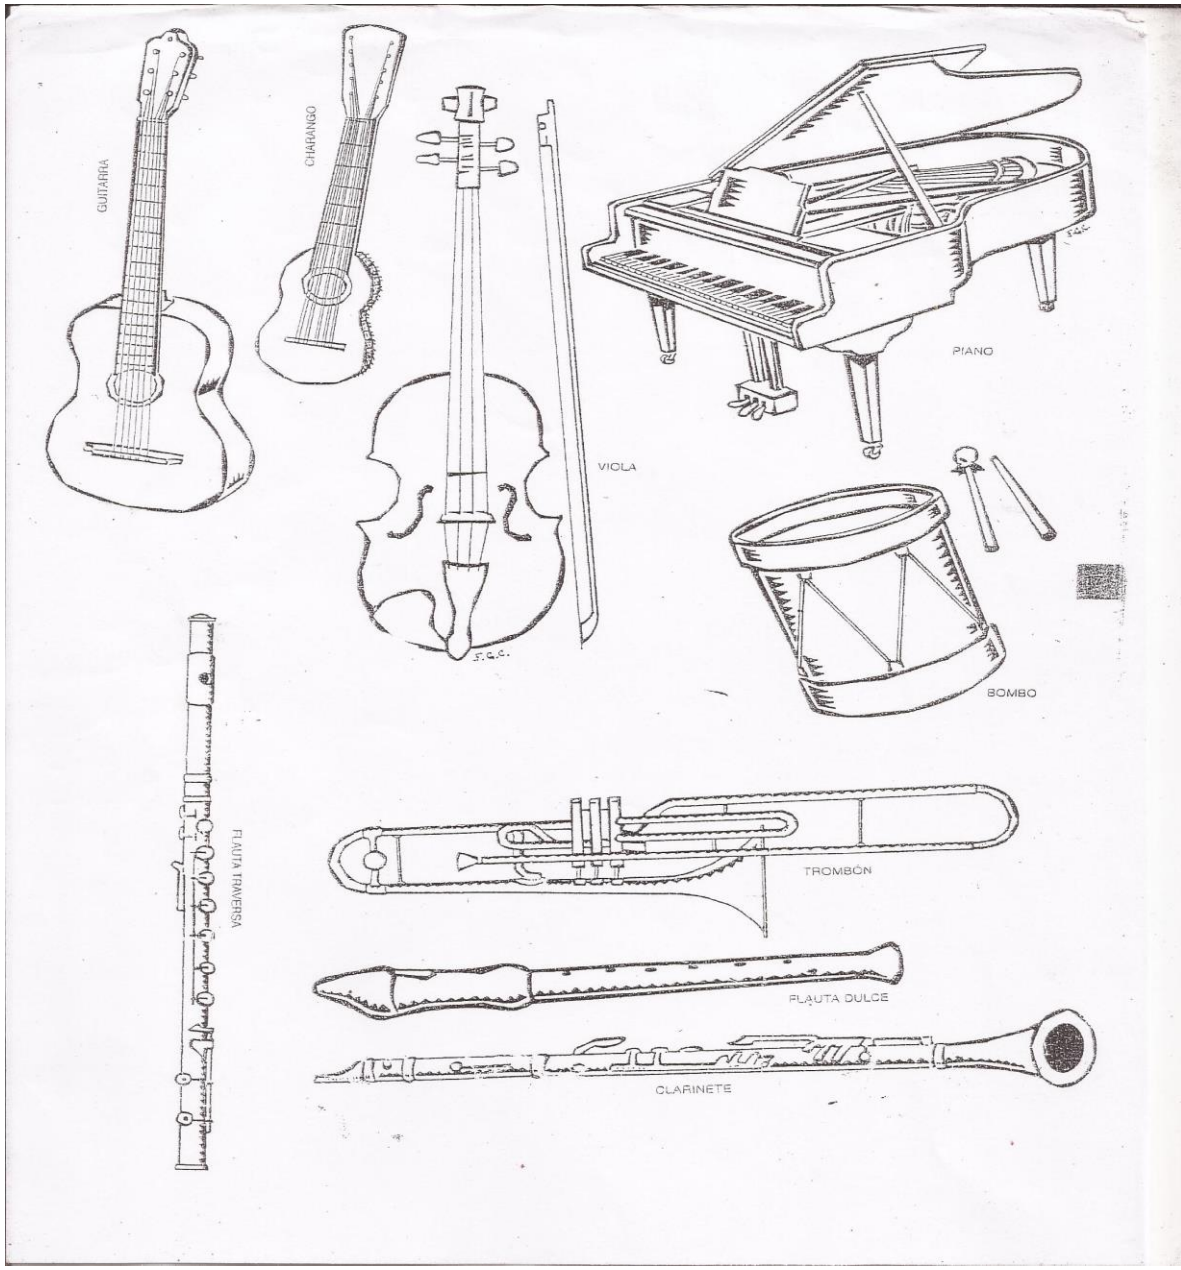 GUITARRA
CHARANGO
VIOLA
PIANO
S.G.C.
BOMBO
F.G.C.
FLAUTA TRAVERSA
TROMBÓN
FLAUTA DULCE
CLARINETE